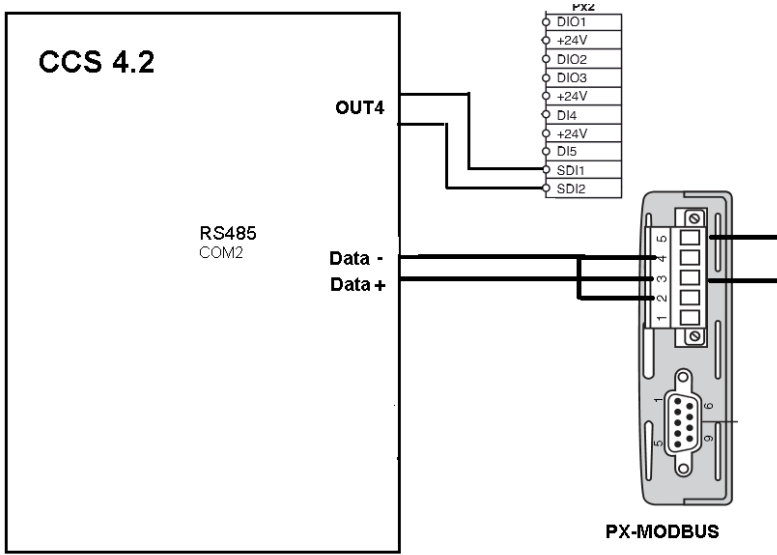 PX2
DIO1
+24V
DIO2
DIO3
+24V
DI4
+24V
DI5
SDI1
SDI2
CCS 4.2
OUT4
RS485
COM2
Data -
Data +
5
4
3
2
1
1
6
5
9
PX-MODBUS